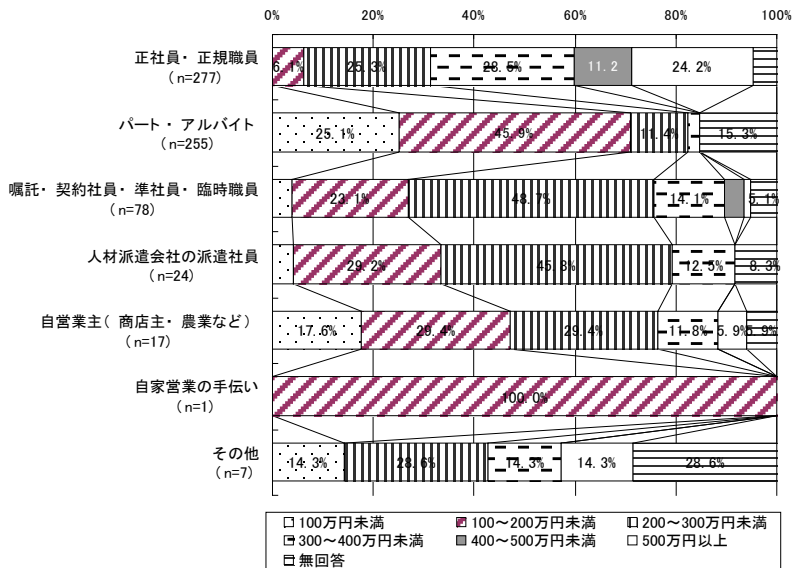 0% 20% 40% 60% 80% 100%
正社員・正規職員
(n=277)
6.1% 25.3% 28.5% 11.2 24.2%
パート・アルバイト
(n=255)
25.1% 45.9% 11.4% 15.3%
嘱託・契約社員・準社員・臨時職員
(n=78)
23.1% 48.7% 14.1% 5.1%
人材派遣会社の派遣社員
(n=24)
29.2% 45.8% 12.5% 8.3%
自営業主(商店主・農業など)
(n=17)
17.6% 29.4% 29.4% 11.8% 5.9% 5.9%
自家営業の手伝い
(n=1)
100.0%
その他
(n=7)
14.3% 28.6% 14.3% 14.3% 28.6%
100万円未満 100～200万円未満 200～300万円未満
300～400万円未満 400～500万円未満 500万円以上
無回答